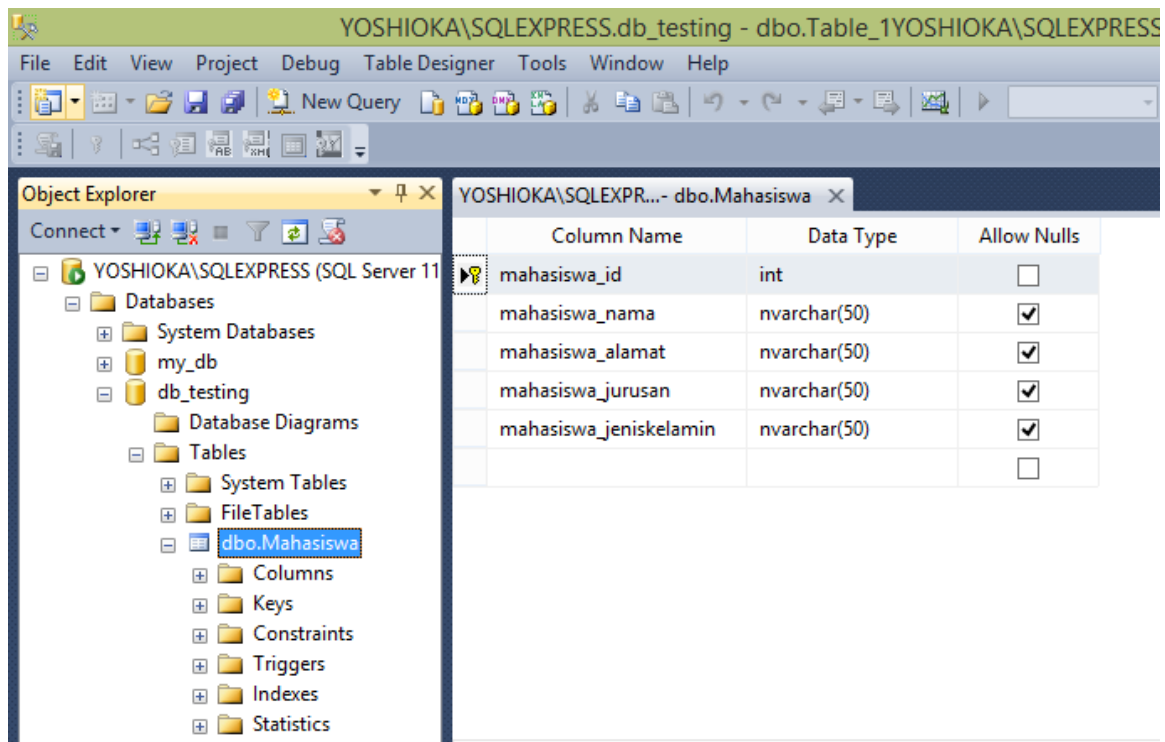 YOSHIOKA\SQLEXPRESS.db_testing - dbo.Table_1YOSHIOKA\SQLEXPRESS
File Edit View Project Debug Table Designer Tools Window Help
New Query
Object Explorer
Connect
YOSHIOKA\SQLEXPRESS (SQL Server 11
Databases
System Databases
my_db
db_testing
Database Diagrams
Tables
System Tables
FileTables
dbo.Mahasiswa
Columns
Keys
Constraints
Triggers
Indexes
Statistics
YOSHIOKA\SQLEXPR...- dbo.Mahasiswa
Column Name Data Type Allow Nulls
mahasiswa_id int
mahasiswa_nama nvarchar(50)
mahasiswa_alamat nvarchar(50)
mahasiswa_jurusan nvarchar(50)
mahasiswa_jeniskelamin nvarchar(50)